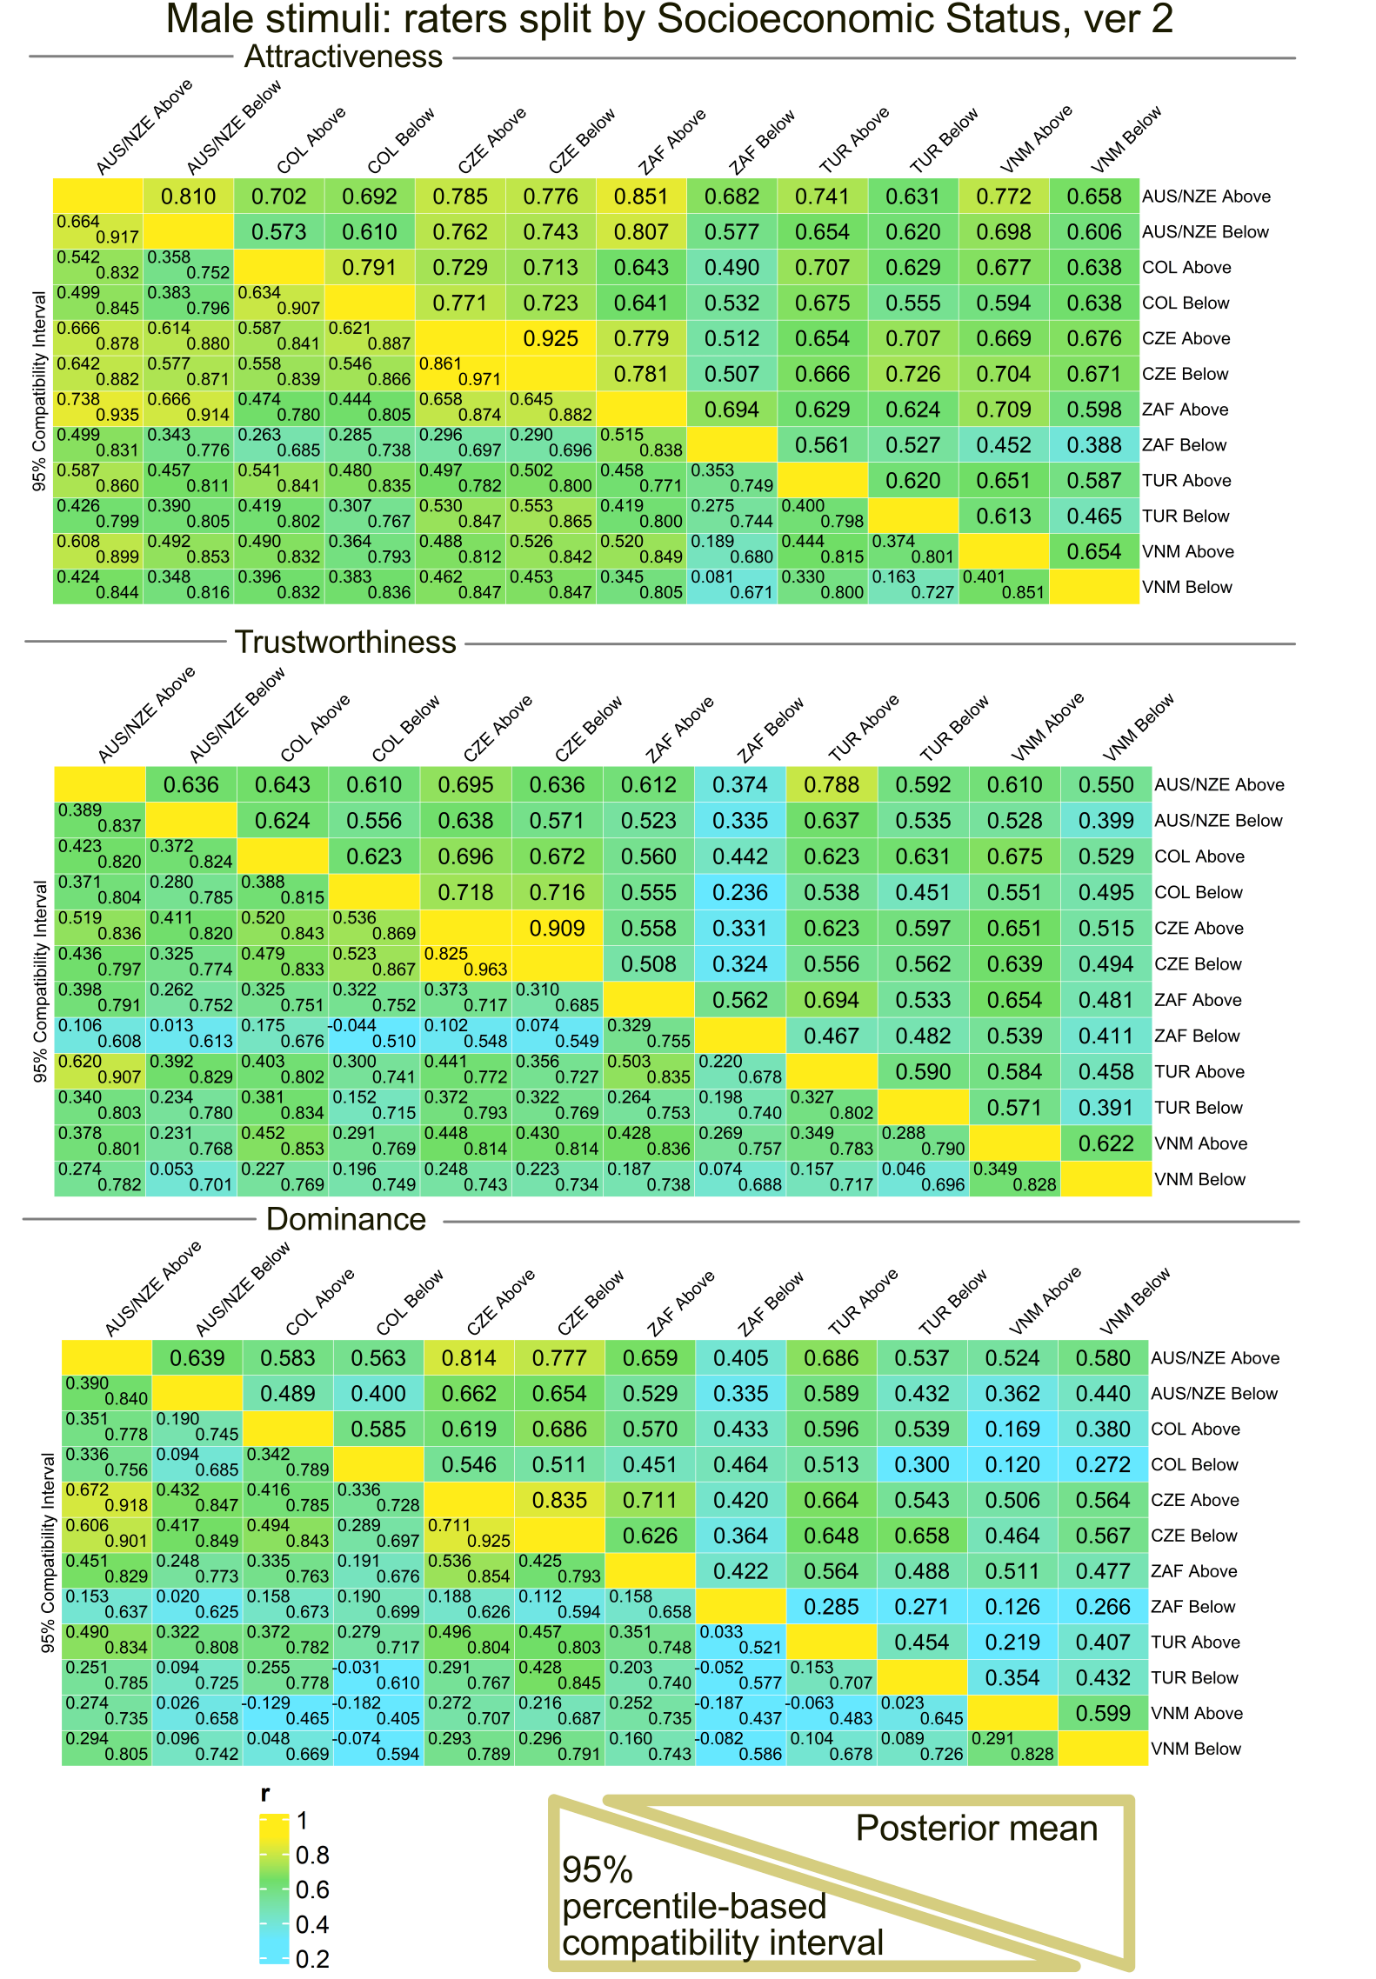 Male stimuli: raters split by Socioeconomic Status, ver 2
Attractiveness
AUS/NZE Above AUS/NZE Below COL Above COL Below CZE Above CZE Below ZAF Above ZAF Below TUR Above TUR Below VNM Above VNM Below
95% Compatibility Interval
0.810 0.702 0.692 0.785 0.776 0.851 0.682 0.741 0.631 0.772 0.658 AUS/NZE Above
0.664 0.917 0.573 0.610 0.762 0.743 0.807 0.577 0.654 0.620 0.698 0.606 AUS/NZE Below
0.542 0.832 0.358 0.752 0.791 0.729 0.713 0.643 0.490 0.707 0.629 0.677 0.638 COL Above
0.499 0.845 0.383 0.796 0.634 0.907 0.771 0.723 0.641 0.532 0.675 0.555 0.594 0.638 COL Below
0.666 0.878 0.614 0.880 0.587 0.841 0.621 0.887 0.925 0.779 0.512 0.654 0.707 0.669 0.676 CZE Above
0.642 0.882 0.577 0.871 0.558 0.839 0.546 0.866 0.861 0.971 0.781 0.507 0.666 0.726 0.704 0.671 CZE Below
0.738 0.935 0.666 0.914 0.474 0.780 0.444 0.805 0.658 0.874 0.645 0.882 0.694 0.629 0.624 0.709 0.598 ZAF Above
0.499 0.831 0.343 0.776 0.263 0.685 0.285 0.738 0.296 0.697 0.290 0.696 0.515 0.838 0.561 0.527 0.452 0.388 ZAF Below
0.587 0.860 0.457 0.811 0.541 0.841 0.480 0.835 0.497 0.782 0.502 0.800 0.458 0.771 0.353 0.749 0.620 0.651 0.587 TUR Above
0.426 0.799 0.390 0.805 0.419 0.802 0.307 0.767 0.530 0.847 0.553 0.865 0.419 0.800 0.275 0.744 0.400 0.798 0.613 0.465 TUR Below
0.608 0.899 0.492 0.853 0.490 0.832 0.364 0.793 0.488 0.812 0.526 0.842 0.520 0.849 0.189 0.680 0.444 0.815 0.374 0.801 0.654 VNM Above
0.424 0.844 0.348 0.816 0.396 0.832 0.383 0.836 0.462 0.847 0.453 0.847 0.345 0.805 0.081 0.671 0.330 0.800 0.163 0.727 0.401 0.851 VNM Below
Trustworthiness
AUS/NZE Above AUS/NZE Below COL Above COL Below CZE Above CZE Below ZAF Above ZAF Below TUR Above TUR Below VNM Above VNM Below
95% Compatibility Interval
0.636 0.643 0.610 0.695 0.636 0.612 0.374 0.788 0.592 0.610 0.550 AUS/NZE Above
0.389 0.837 0.624 0.556 0.638 0.571 0.523 0.335 0.637 0.535 0.528 0.399 AUS/NZE Below
0.423 0.820 0.372 0.824 0.623 0.696 0.672 0.560 0.442 0.623 0.631 0.675 0.529 COL Above
0.371 0.804 0.280 0.785 0.388 0.815 0.718 0.716 0.555 0.236 0.538 0.451 0.551 0.495 COL Below
0.519 0.836 0.411 0.820 0.520 0.843 0.536 0.869 0.909 0.558 0.331 0.623 0.597 0.651 0.515 CZE Above
0.436 0.797 0.325 0.774 0.479 0.833 0.523 0.867 0.825 0.963 0.508 0.324 0.556 0.562 0.639 0.494 CZE Below
0.398 0.791 0.262 0.752 0.325 0.751 0.322 0.752 0.373 0.717 0.310 0.685 0.562 0.694 0.533 0.654 0.481 ZAF Above
0.106 0.608 0.013 0.613 0.175 0.676 -0.044 0.510 0.102 0.548 0.074 0.549 0.329 0.755 0.467 0.482 0.539 0.411 ZAF Below
0.620 0.907 0.392 0.829 0.403 0.802 0.300 0.741 0.441 0.772 0.356 0.727 0.503 0.835 0.220 0.678 0.590 0.584 0.458 TUR Above
0.340 0.803 0.234 0.780 0.381 0.834 0.152 0.715 0.372 0.793 0.322 0.769 0.264 0.753 0.198 0.740 0.327 0.802 0.571 0.391 TUR Below
0.378 0.801 0.231 0.768 0.452 0.853 0.291 0.769 0.448 0.814 0.430 0.814 0.428 0.836 0.269 0.757 0.349 0.783 0.288 0.790 0.622 VNM Above
0.274 0.782 0.053 0.701 0.227 0.769 0.196 0.749 0.248 0.743 0.223 0.734 0.187 0.738 0.074 0.688 0.157 0.717 0.046 0.696 0.349 0.828 VNM Below
Dominance
AUS/NZE Above AUS/NZE Below COL Above COL Below CZE Above CZE Below ZAF Above ZAF Below TUR Above TUR Below VNM Above VNM Below
95% Compatibility Interval
0.639 0.583 0.563 0.814 0.777 0.659 0.405 0.686 0.537 0.524 0.580 AUS/NZE Above
0.390 0.840 0.489 0.400 0.662 0.654 0.529 0.335 0.589 0.432 0.362 0.440 AUS/NZE Below
0.351 0.778 0.190 0.745 0.585 0.619 0.686 0.570 0.433 0.596 0.539 0.169 0.380 COL Above
0.336 0.756 0.094 0.685 0.342 0.789 0.546 0.511 0.451 0.464 0.513 0.300 0.120 0.272 COL Below
0.672 0.918 0.432 0.847 0.416 0.785 0.336 0.728 0.835 0.711 0.420 0.664 0.543 0.506 0.564 CZE Above
0.606 0.901 0.417 0.849 0.494 0.843 0.289 0.697 0.711 0.925 0.626 0.364 0.648 0.658 0.464 0.567 CZE Below
0.451 0.829 0.248 0.773 0.335 0.763 0.191 0.676 0.536 0.854 0.425 0.793 0.422 0.564 0.488 0.511 0.477 ZAF Above
0.153 0.637 0.020 0.625 0.158 0.673 0.190 0.699 0.188 0.626 0.112 0.594 0.158 0.658 0.285 0.271 0.126 0.266 ZAF Below
0.490 0.834 0.322 0.808 0.372 0.782 0.279 0.717 0.496 0.804 0.457 0.803 0.351 0.748 0.033 0.521 0.454 0.219 0.407 TUR Above
0.251 0.785 0.094 0.725 0.255 0.778 -0.031 0.610 0.291 0.767 0.428 0.845 0.203 0.740 -0.052 0.577 0.153 0.707 0.354 0.432 TUR Below
0.274 0.735 0.026 0.658 -0.129 0.465 -0.182 0.405 0.272 0.707 0.216 0.687 0.252 0.735 -0.187 0.437 -0.063 0.483 0.023 0.645 0.599 VNM Above
0.294 0.805 0.096 0.742 0.048 0.669 -0.074 0.594 0.293 0.789 0.296 0.791 0.160 0.743 -0.082 0.586 0.104 0.678 0.089 0.726 0.291 0.828 VNM Below
r
1
0.8
0.6
0.4
0.2
Posterior mean
95%
percentile-based
compatibility interval